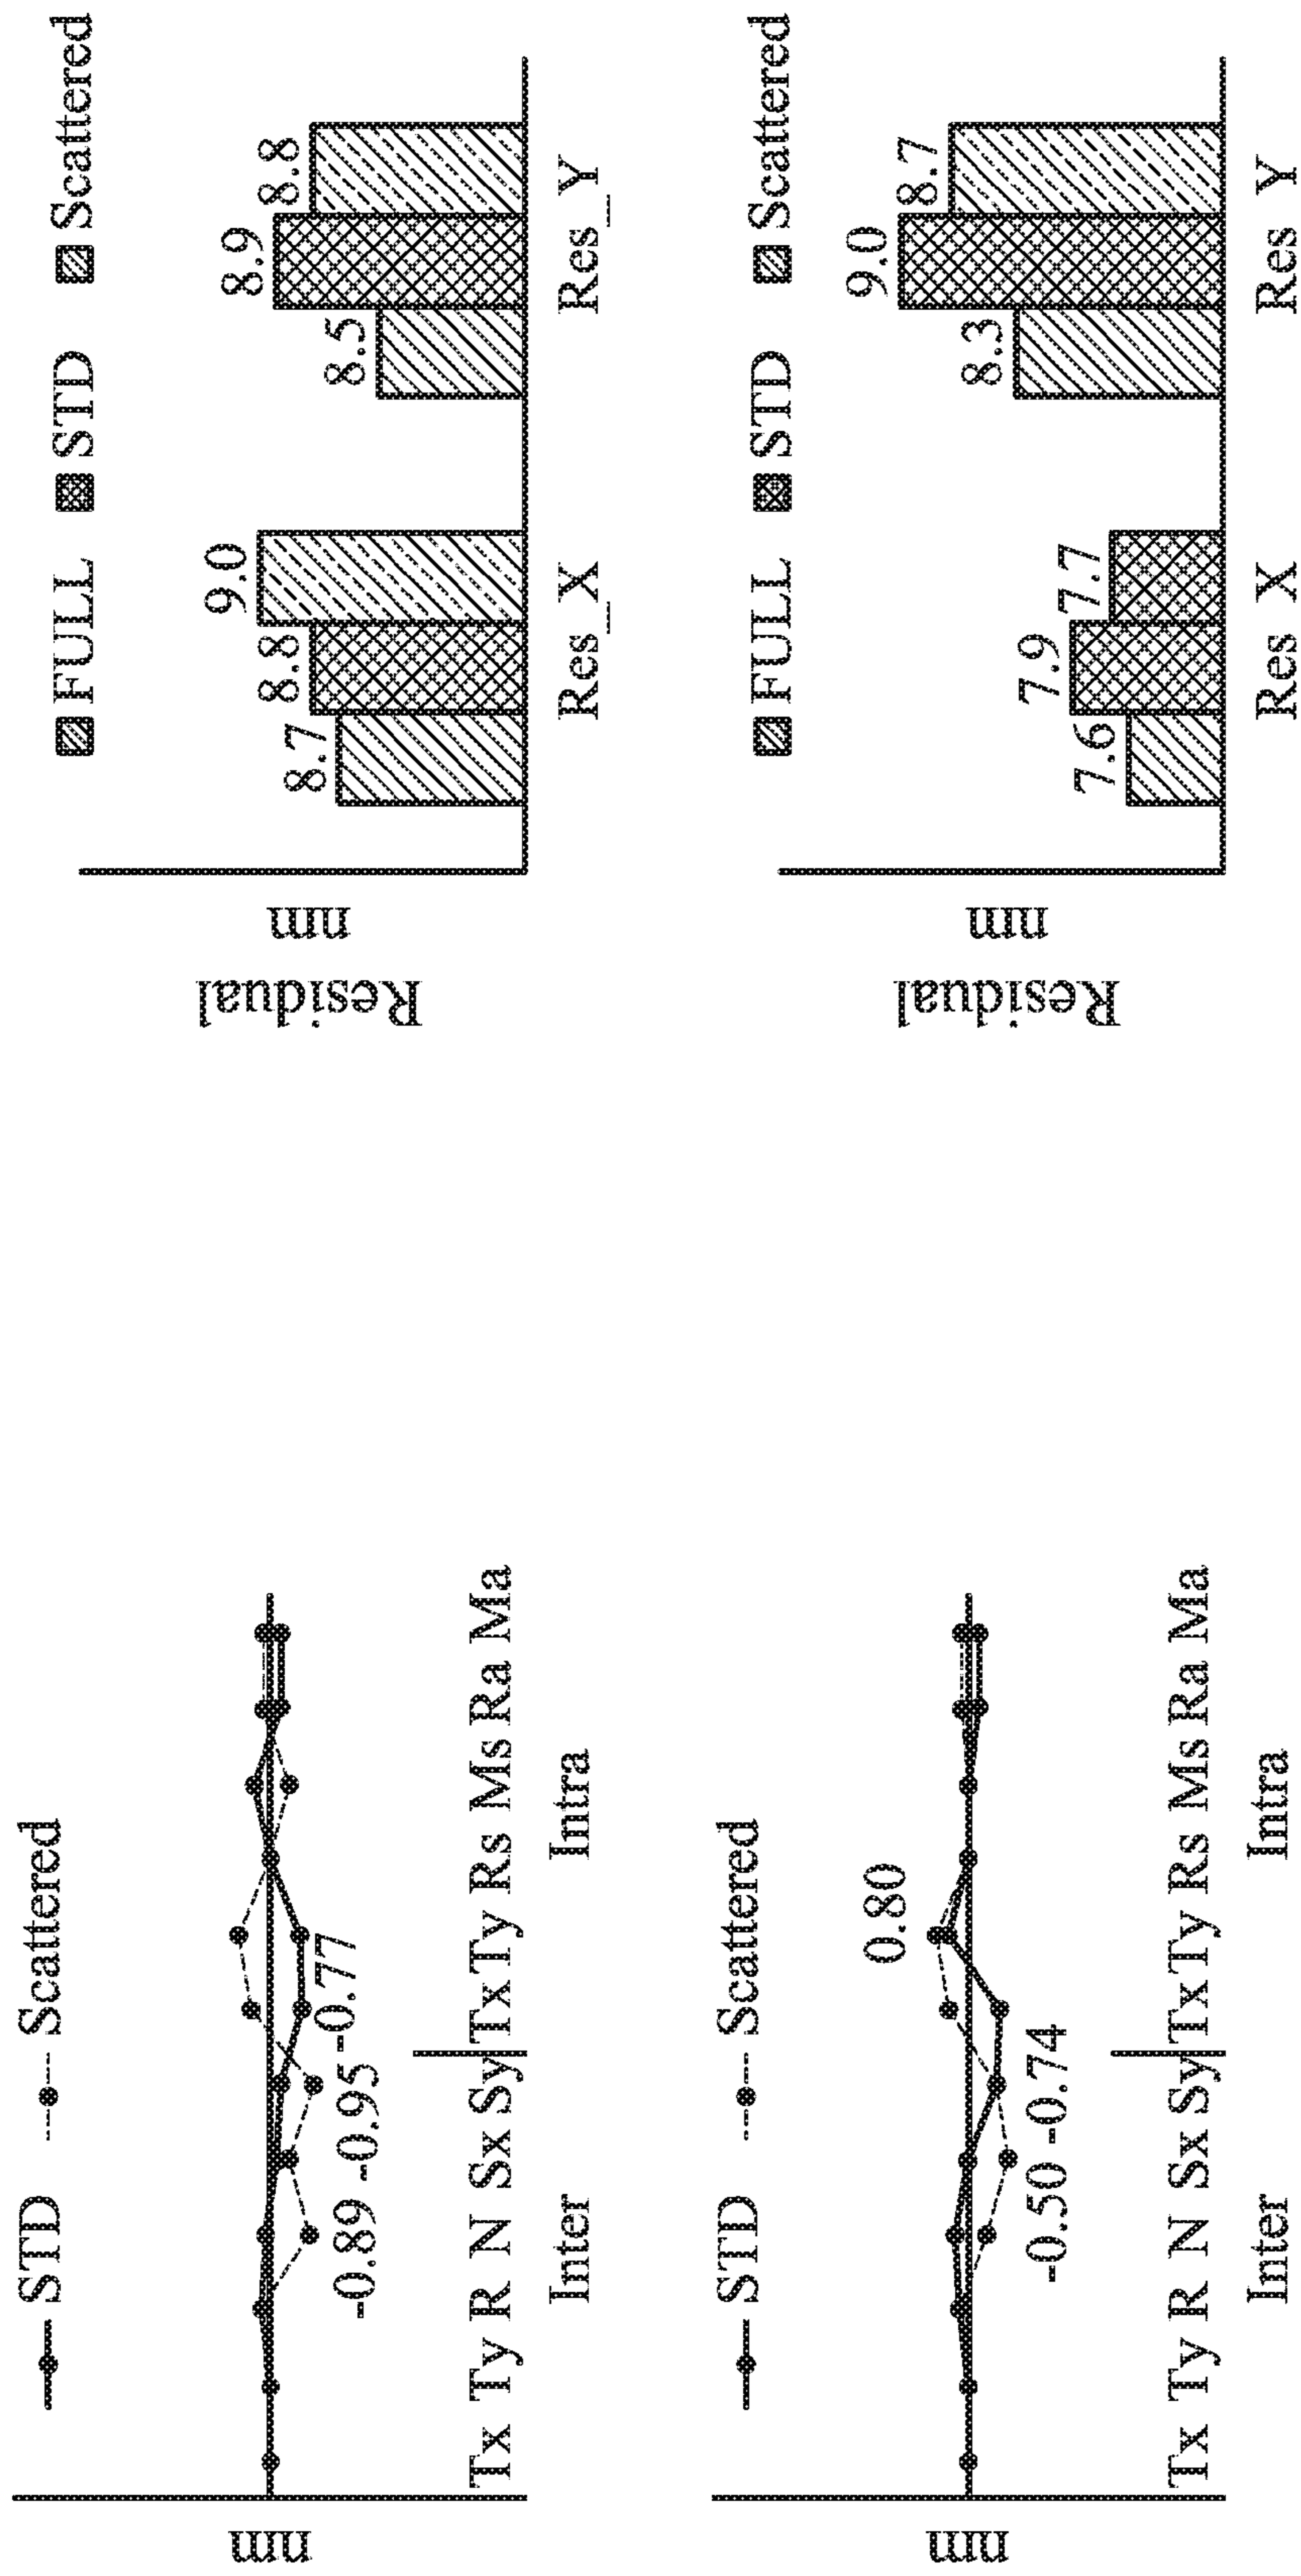 STD Scattered
nm
-0.89 -0.95 -0.77
Tx Ty R N Sx Sy Tx Ty Rs Ms Ra Ma
Inter Intra
FULL STD Scattered
Residual
nm
8.7 8.8 9.0 8.5 8.9 8.8
Res_X Res_Y
STD Scattered
nm
0.80
-0.50 -0.74
Tx Ty R N Sx Sy Tx Ty Rs Ms Ra Ma
Inter Intra
FULL STD Scattered
Residual
nm
7.6 7.9 7.7 8.3 9.0 8.7
Res X Res Y